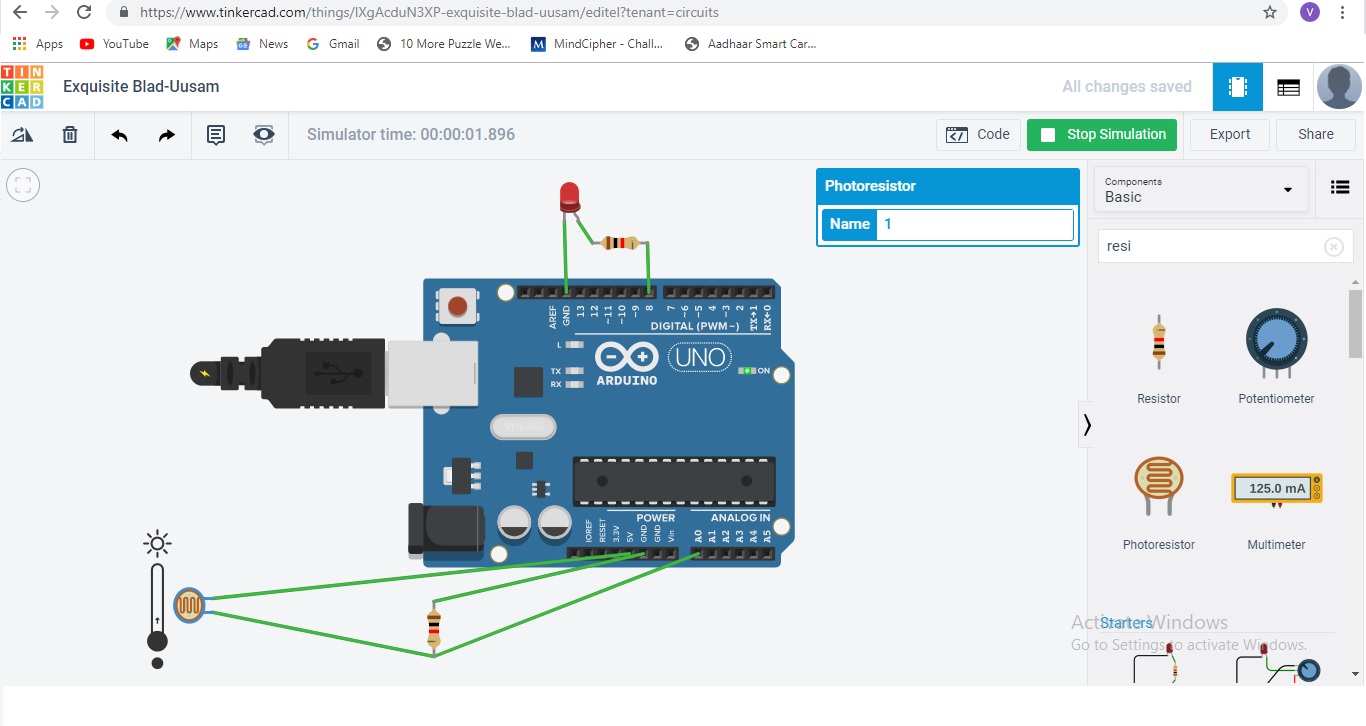 https://www.tinkercad.com/things/lXgAcduN3XP-exquisite-blad-uusam/editel?tenant=circuits
V
Apps YouTube Maps News Gmail 10 More Puzzle We... M MindCipher - Chall... Aadhaar Smart Car...
TIN
KER
CAD
Exquisite Blad-Uusam
All changes saved
Simulator time: 00:00:01.896
Code
Stop Simulation
Export
Share
Photoresistor
Name 1
Components
Basic
resi
Resistor
Potentiometer
125.0 mA
Photoresistor
Multimeter
Starters
AREF
GND
13
12
~11
~10
~9
8
7
~6
~5
4
~3
2
TX→1
RX←0
DIGITAL (PWM~)
L
TX
RX
UNO
ARDUINO
ON
POWER
ANALOG IN
IOREF
RESET
3.3V
5V
GND
GND
Vin
A0
A1
A2
A3
A4
A5
Activate Windows
Go to Settings to activate Windows.